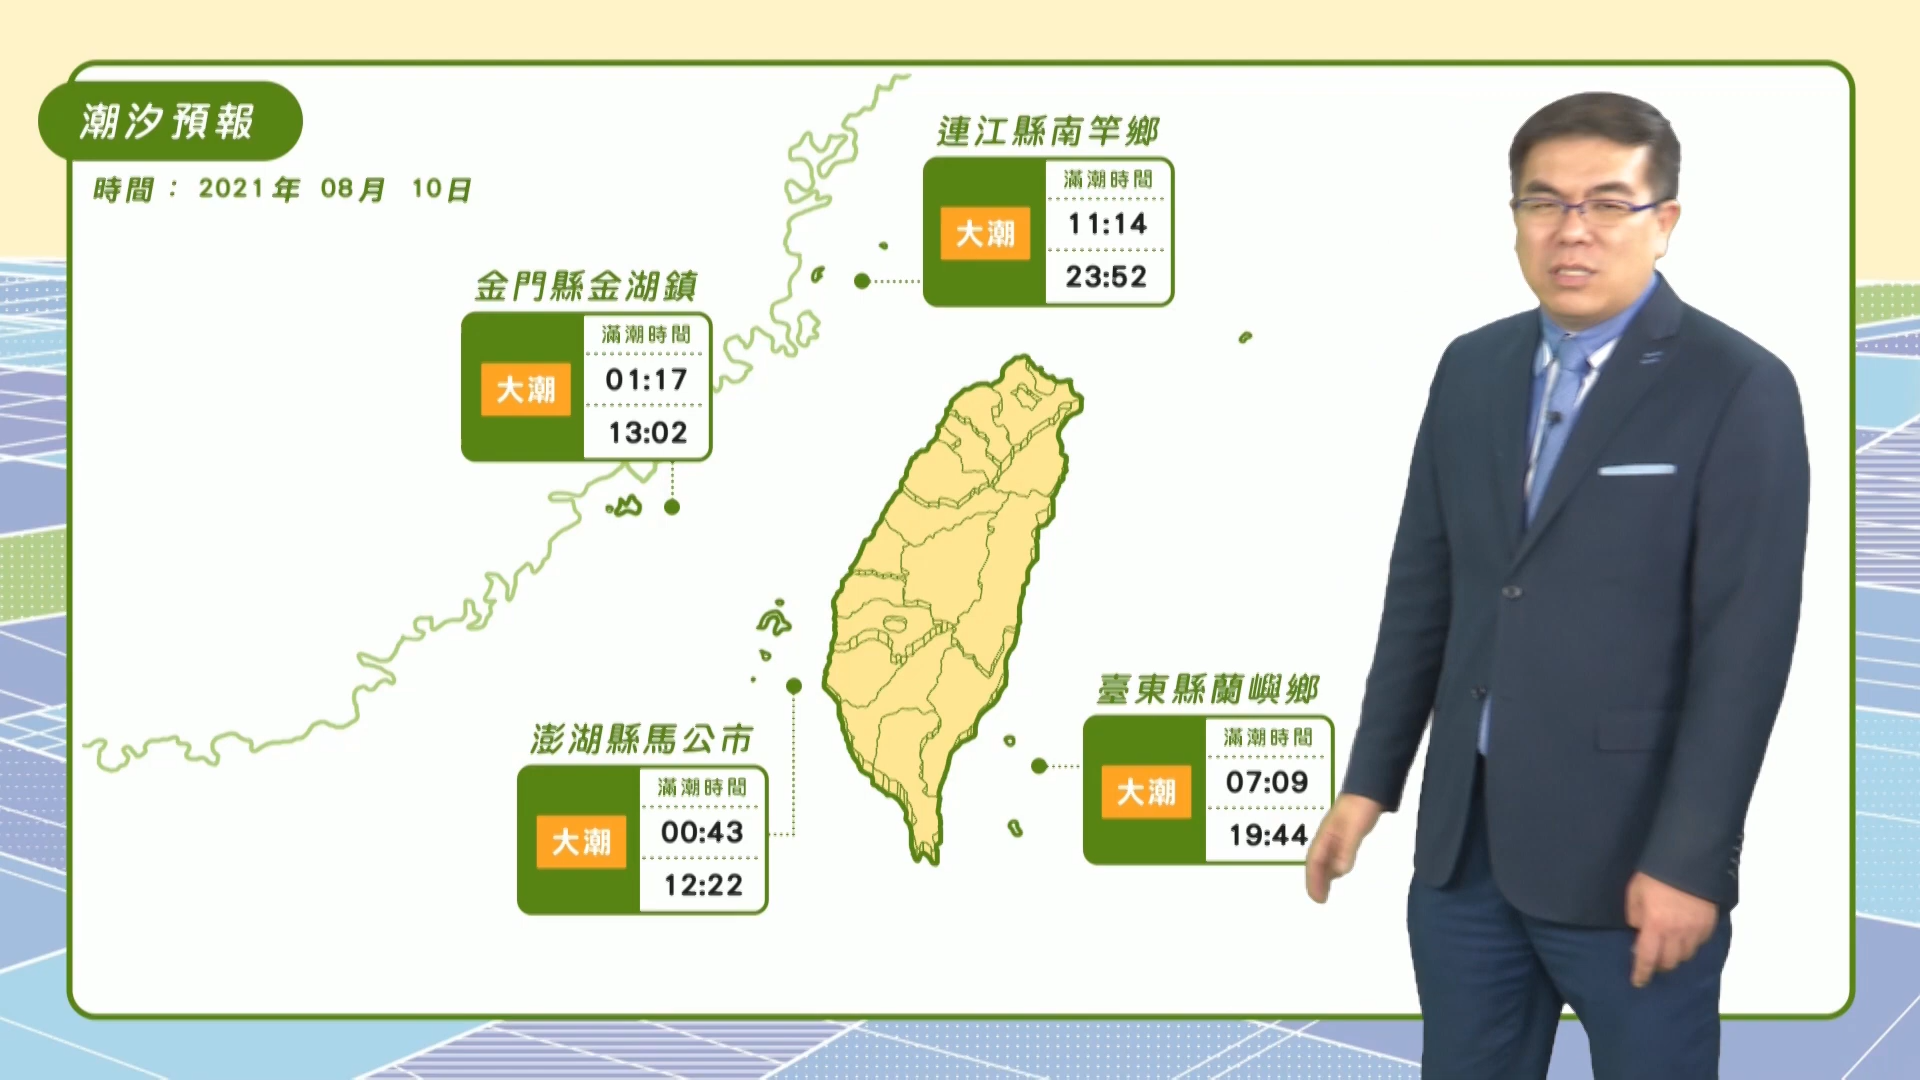 潮汐預報
時間： 2021年 08月 10日
連江縣南竿鄉
大潮
滿潮時間
11:14
23:52
金門縣金湖鎮
大潮
滿潮時間
01:17
13:02
臺東縣蘭嶼鄉
大潮
滿潮時間
07:09
19:44
澎湖縣馬公市
大潮
滿潮時間
00:43
12:22